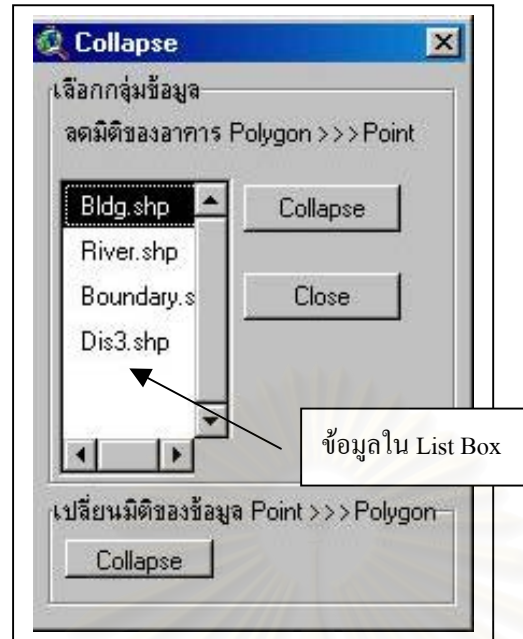 Collapse
เลือกกลุ่มข้อมูล
ลดมิติของอาคาร Polygon >>>Point
Bldg.shp
River.shp
Boundary.s
Dis3.shp
Collapse
Close
ข้อมูลใน List Box
เปลี่ยนมิติของข้อมูล Point >>>Polygon
Collapse